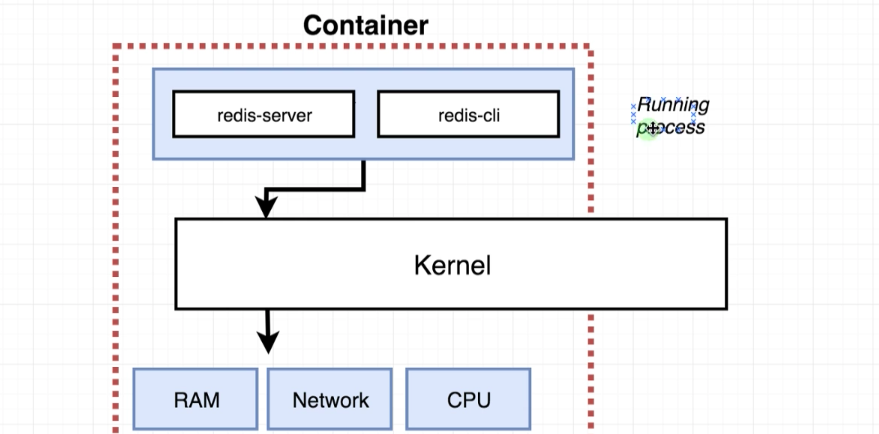 Container
redis-server
redis-cli
Running
process
Kernel
RAM
Network
CPU